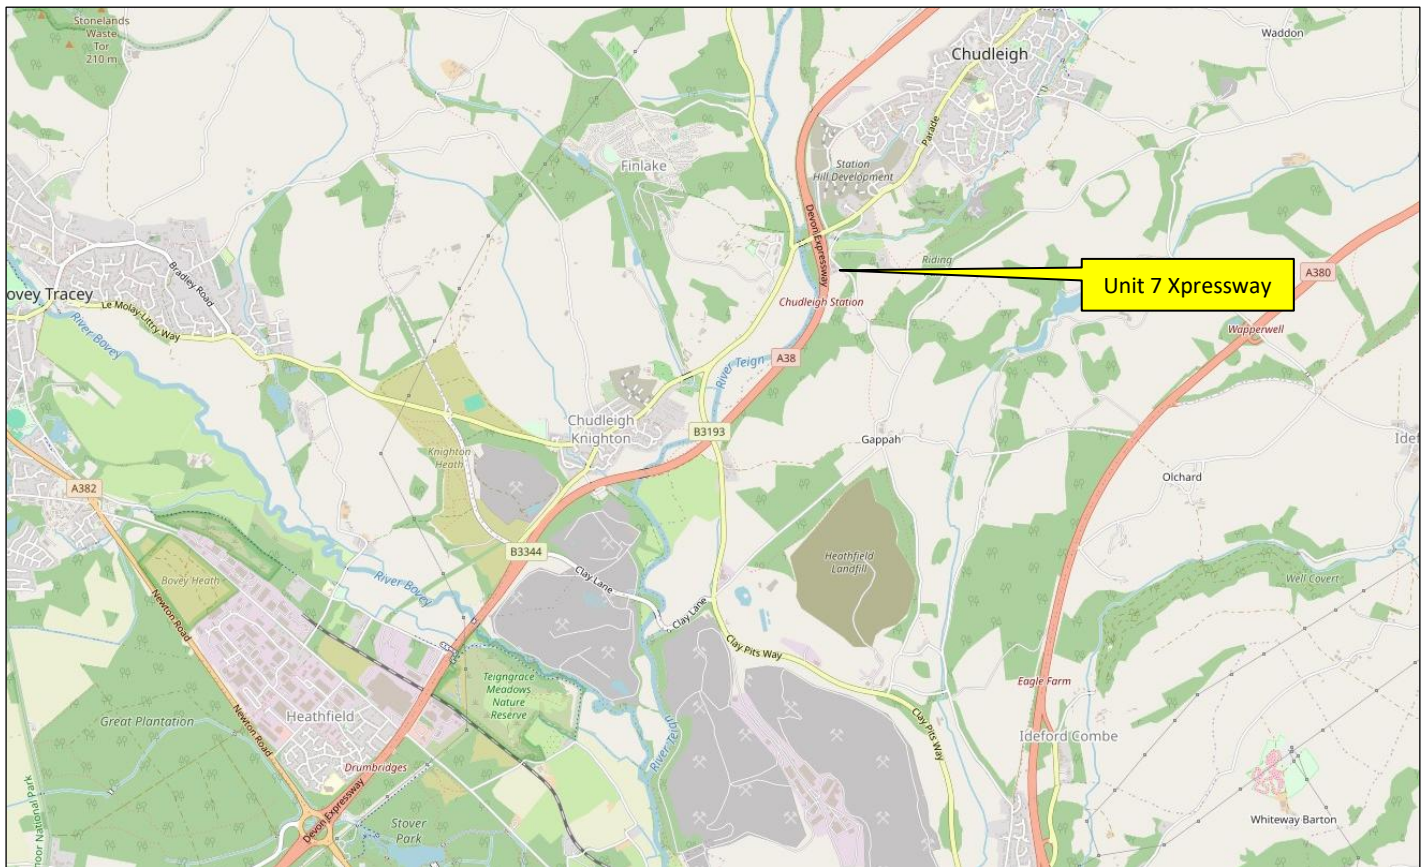 Stonelands
Waste
Tor
210 m
Chudleigh
Waddon
Finlake
Parade
Station
Hill Development
Devon Expressway
Riding
Unit 7 Xpressway
A380
Chudleigh Station
Bradley Road
ovey Tracey
Le Molay-Littry Way
River Bovey
Wapperwell
A38
River Teign
Chudleigh
Knighton
B3193
Gappah
Idef
Knighton
Heath
Olchard
A382
B3344
Heathfield
Landfill
Well Covert
Bovey Heath
River Bovey
Clay Lane
Clay Lane
Newton Road
Clay Pits Way
Teigngrace
Meadows
Nature
Reserve
Eagle Farm
Great Plantation
Heathfield
Newton Road
Clay Pits Way
Ideford Combe
River Tei
Drumbridges
Devon Expressway
Stover
Park
Whiteway Barton
moor National Park